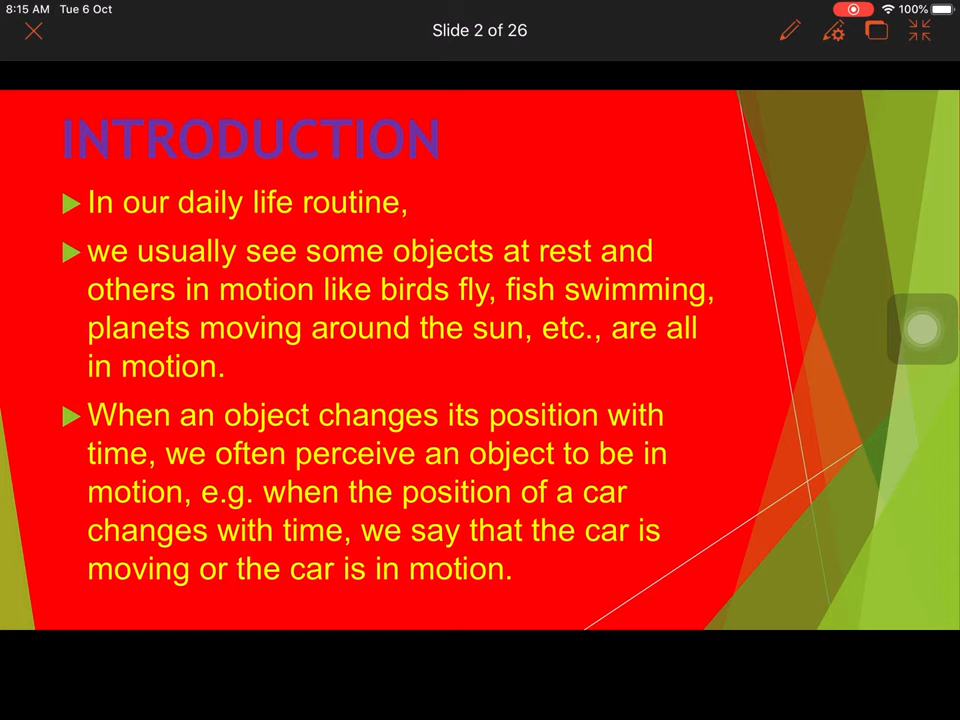 8:15 AM Tue 6 Oct
100%
Slide 2 of 26
INTRODUCTION
In our daily life routine,
we usually see some objects at rest and
others in motion like birds fly, fish swimming,
planets moving around the sun, etc., are all
in motion.
When an object changes its position with
time, we often perceive an object to be in
motion, e.g. when the position of a car
changes with time, we say that the car is
moving or the car is in motion.